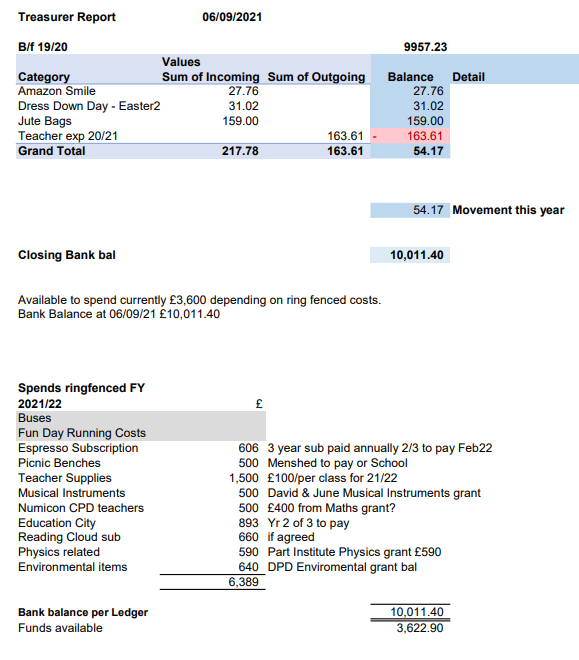 Treasurer Report 06/09/2021
B/f 19/20 9957.23
Values
Category Sum of Incoming Sum of Outgoing Balance Detail
Amazon Smile 27.76 27.76
Dress Down Day - Easter2 31.02 31.02
Jute Bags 159.00 159.00
Teacher exp 20/21 163.61 - 163.61
Grand Total 217.78 163.61 54.17
54.17 Movement this year
Closing Bank bal 10,011.40
Available to spend currently £3,600 depending on ring fenced costs.
Bank Balance at 06/09/21 £10,011.40
Spends ringfenced FY
2021/22 £
Buses
Fun Day Running Costs
Espresso Subscription 606 3 year sub paid annually 2/3 to pay Feb22
Picnic Benches 500 Menshed to pay or School
Teacher Supplies 1,500 £100/per class for 21/22
Musical Instruments 500 David & June Musical Instruments grant
Numicon CPD teachers 500 £400 from Maths grant?
Education City 893 Yr 2 of 3 to pay
Reading Cloud sub 660 if agreed
Physics related 590 Part Institute Physics grant £590
Environmental items 640 DPD Enviromental grant bal
6,389
Bank balance per Ledger 10,011.40
Funds available 3,622.90